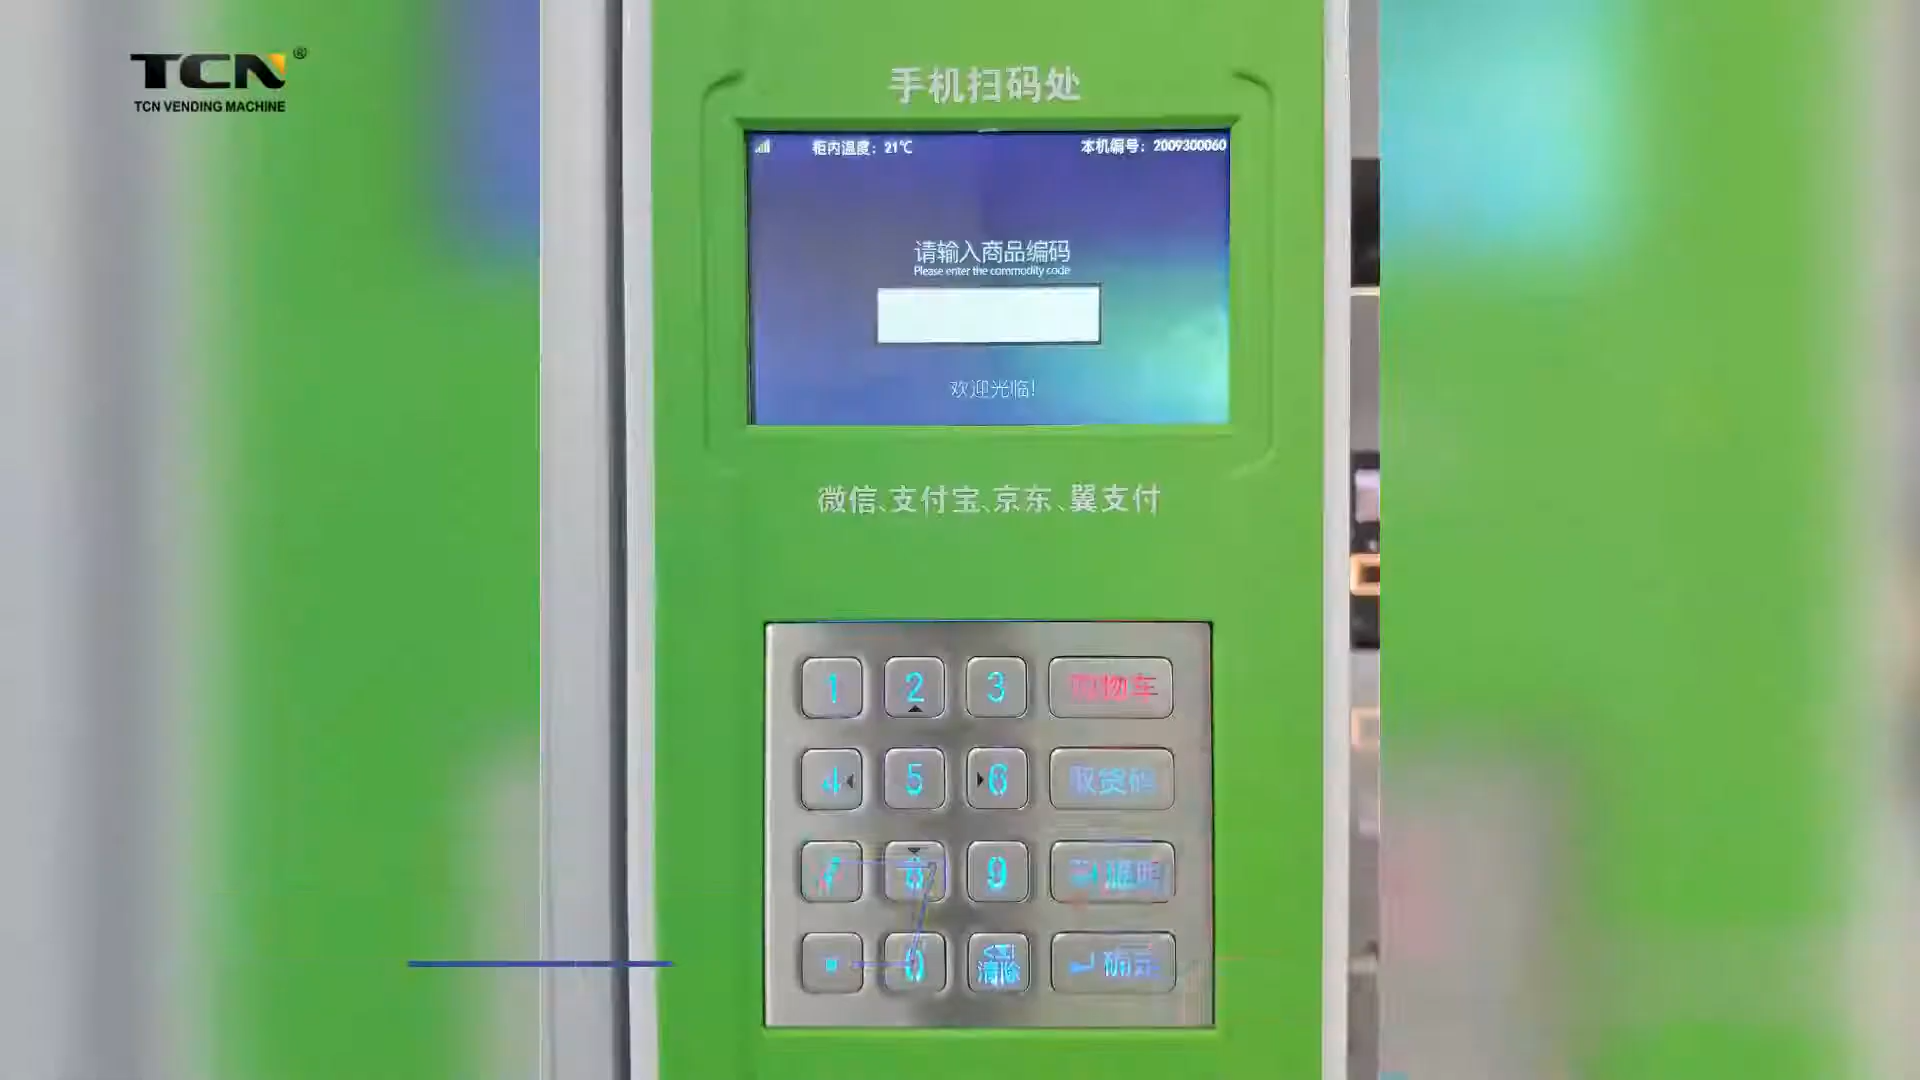 TCN®
TCN VENDING MACHINE
手机扫码处
柜内温度：21℃
本机编号：2009300060
请输入商品编码
Please enter the commodity code
欢迎光临!
微信、支付宝、京东、翼支付
1 2 3 购物车
4 5 6 取货码
7 8 9
0 清除 确定